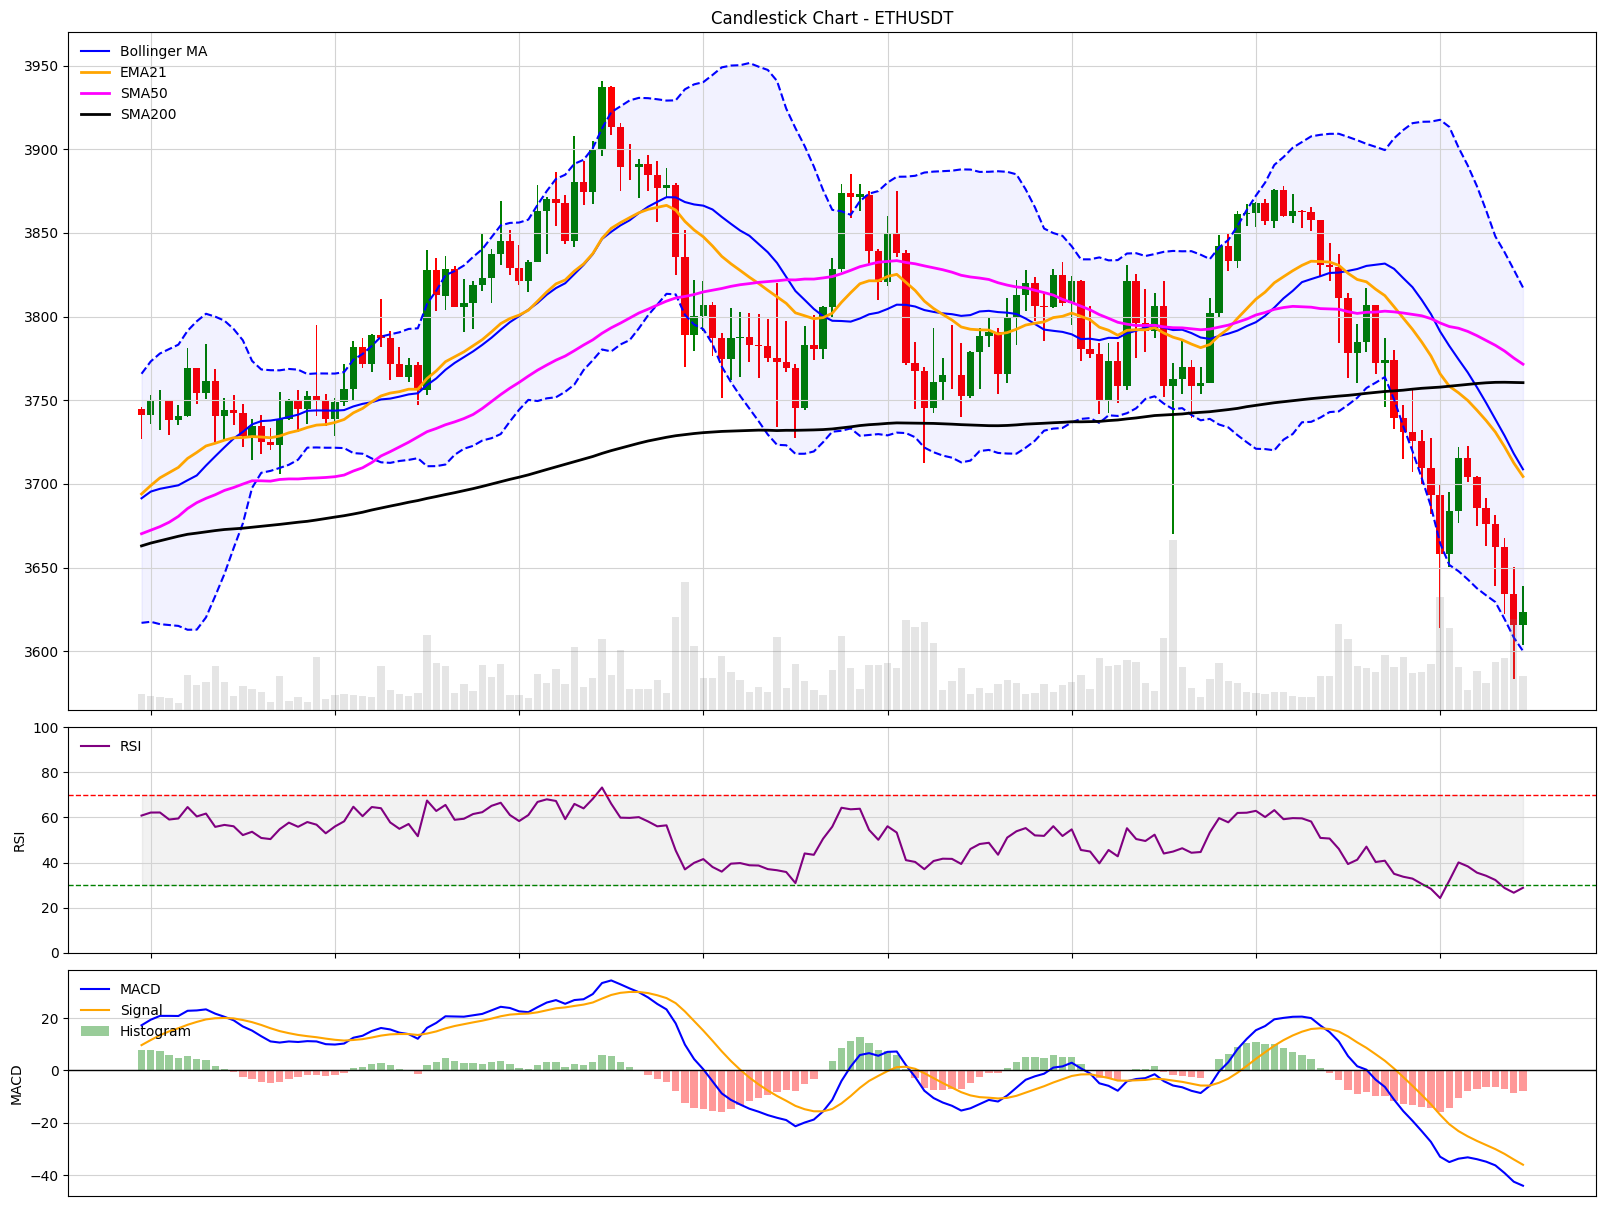 Candlestick Chart - ETHUSDT
Bollinger MA
EMA21
SMA50
SMA200
3950
3900
3850
3800
3750
3700
3650
3600
RSI
100
80
60
40
20
0
RSI
MACD
Signal
Histogram
20
0
−20
−40
MACD